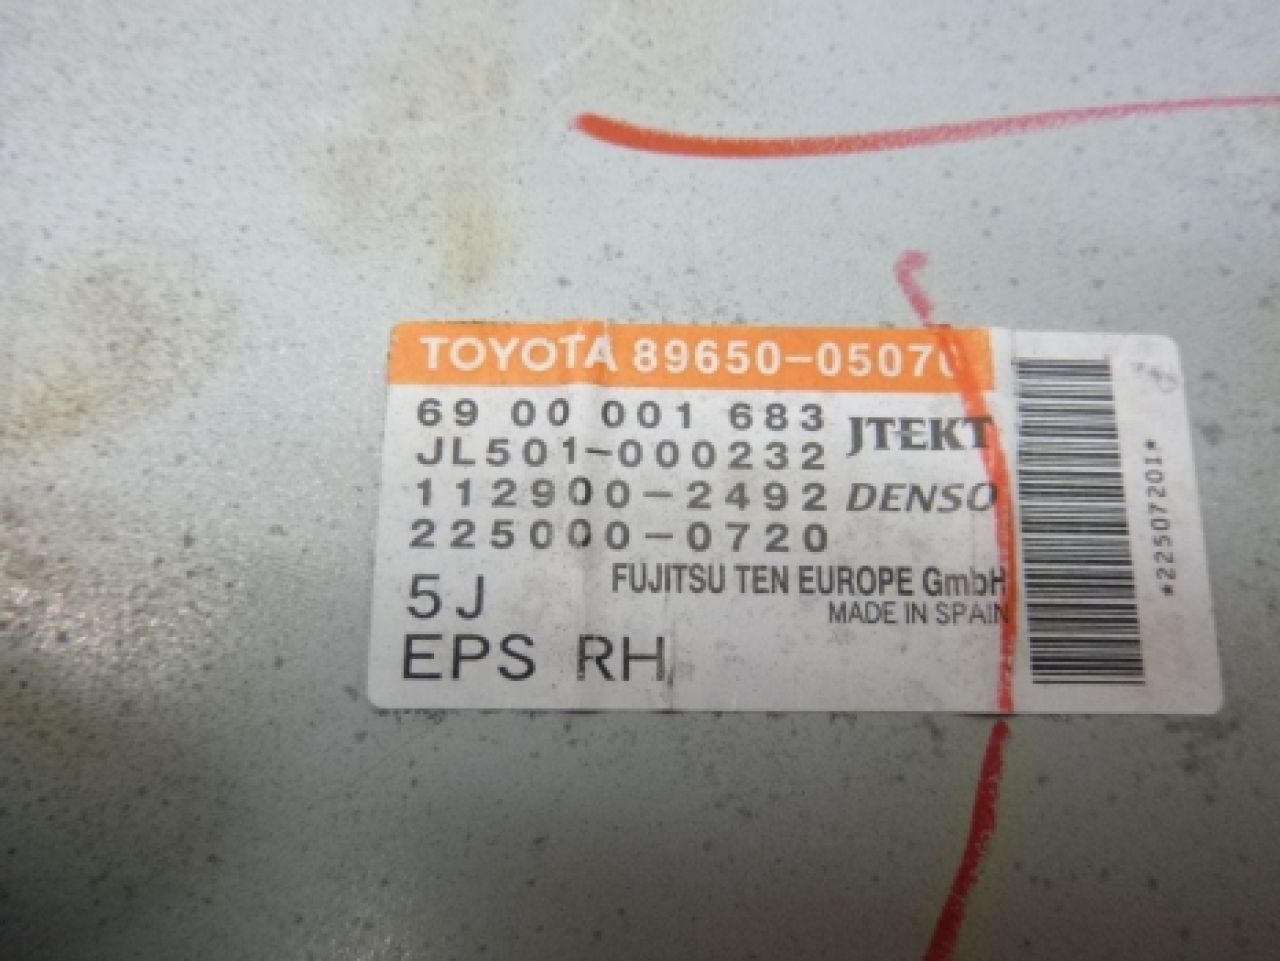 TOYOTA 89650-05070
69 00 001 683
JTEKT
JL501-000232
112900-2492
DENSO
225000-0720
FUJITSU TEN EUROPE GmbH
MADE IN SPAIN
5J
EPS RH
*22507201*